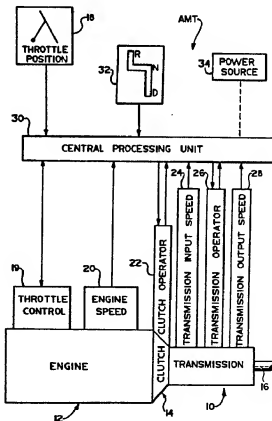 18
THROTTLE
POSITION
32
R
N
D
AMT
34
POWER
SOURCE
30
CENTRAL PROCESSING UNIT
19
THROTTLE
CONTROL
20
ENGINE
SPEED
22
CLUTCH OPERATOR
24
TRANSMISSION INPUT SPEED
26
TRANSMISSION OPERATOR
28
TRANSMISSION OUTPUT SPEED
ENGINE
CLUTCH
TRANSMISSION
12
14
10
16